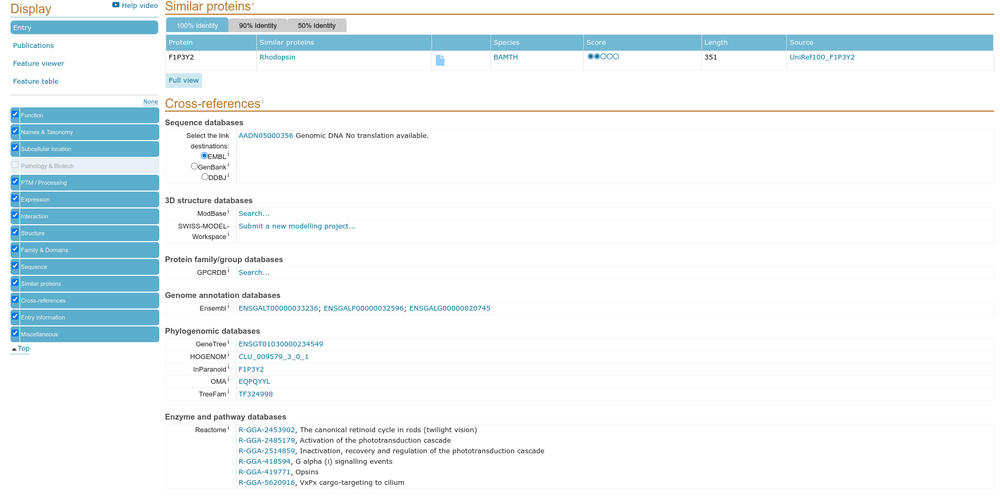 Display
Help video
Entry
Publications
Feature viewer
Feature table
None
Function
Names & Taxonomy
Subcellular location
Pathology & Biotech
PTM / Processing
Expression
Interaction
Structure
Family & Domains
Sequence
Similar proteins
Cross-references
Entry information
Miscellaneous
Top
Similar proteins i
100% Identity 90% Identity 50% Identity
Protein Similar proteins Species Score Length Source
F1P3Y2 Rhodopsin BAMTH 351 UniRef100_F1P3Y2
Full view
Cross-references i
Sequence databases
Select the link
destinations:
EMBL i
GenBank i
DDBJ i
AADN05000356 Genomic DNA No translation available.
3D structure databases
ModBase i Search...
SWISS-MODEL-
Workspace i
Submit a new modelling project...
Protein family/group databases
GPCRDB i Search...
Genome annotation databases
Ensembl i ENSGALT00000033236; ENSGALP00000032596; ENSGALG00000020745
Phylogenomic databases
GeneTree i ENSGT01030000234549
HOGENOM i CLU_009579_3_0_1
InParanoid i F1P3Y2
OMA i EQPQYYL
TreeFam i TF324998
Enzyme and pathway databases
Reactome i R-GGA-2453902, The canonical retinoid cycle in rods (twilight vision)
R-GGA-2485179, Activation of the phototransduction cascade
R-GGA-2514859, Inactivation, recovery and regulation of the phototransduction cascade
R-GGA-418594, G alpha (i) signalling events
R-GGA-419771, Opsins
R-GGA-5620916, VxPx cargo-targeting to cilium